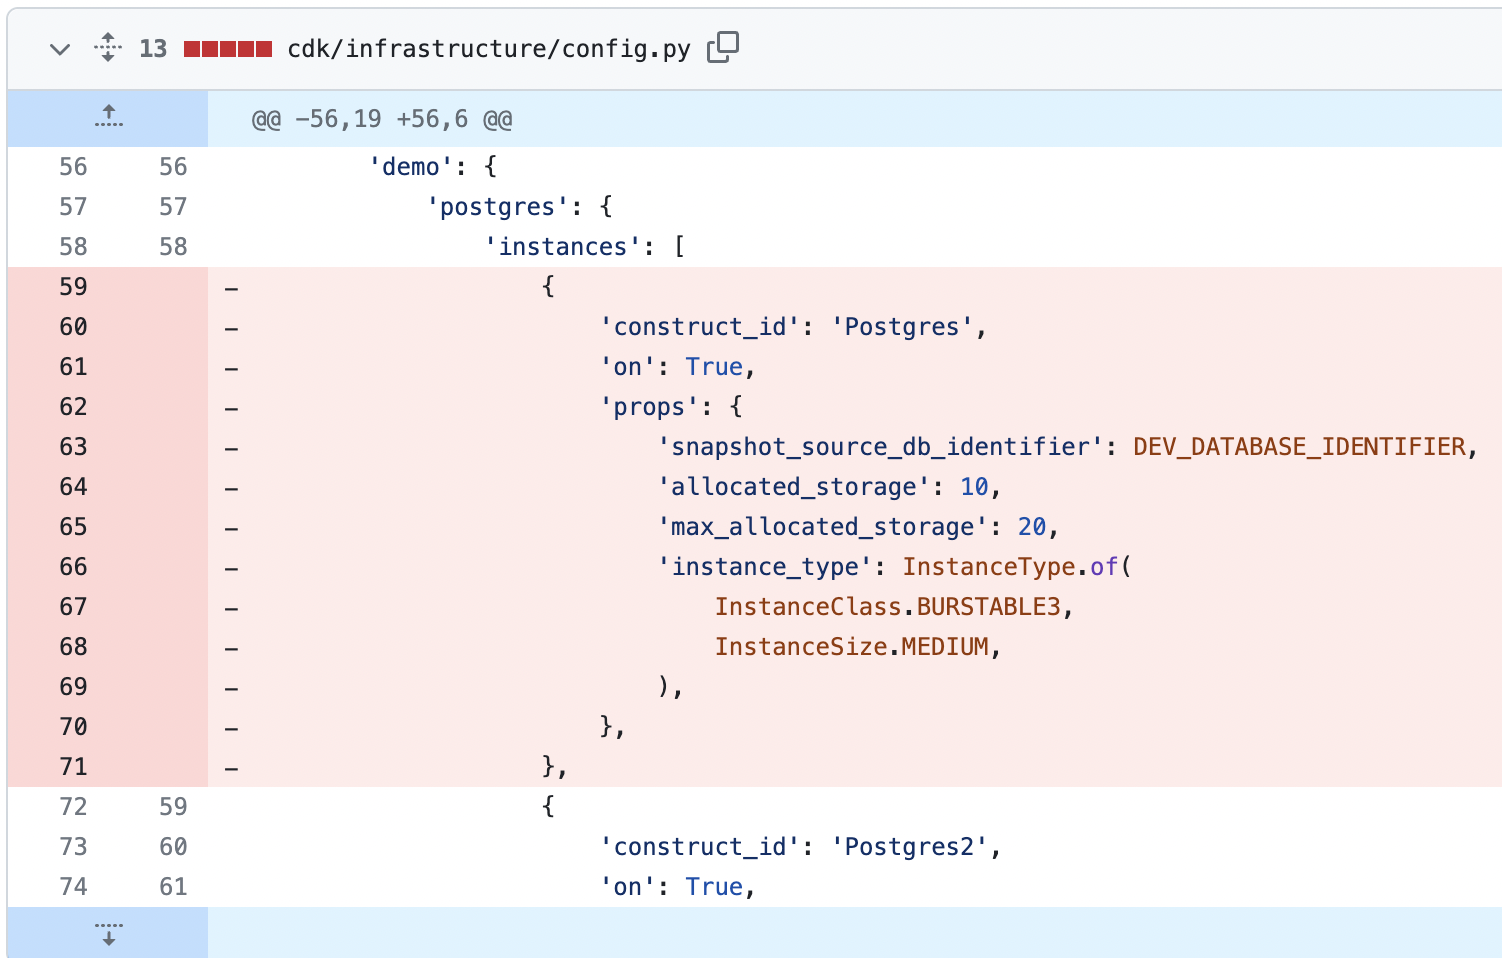 13 cdk/infrastructure/config.py
@@ -56,19 +56,6 @@
56 56 'demo': {
57 57 'postgres': {
58 58 'instances': [
59 - {
60 - 'construct_id': 'Postgres',
61 - 'on': True,
62 - 'props': {
63 - 'snapshot_source_db_identifier': DEV_DATABASE_IDENTIFIER,
64 - 'allocated_storage': 10,
65 - 'max_allocated_storage': 20,
66 - 'instance_type': InstanceType.of(
67 - InstanceClass.BURSTABLE3,
68 - InstanceSize.MEDIUM,
69 - ),
70 - },
71 - },
72 59 {
73 60 'construct_id': 'Postgres2',
74 61 'on': True,